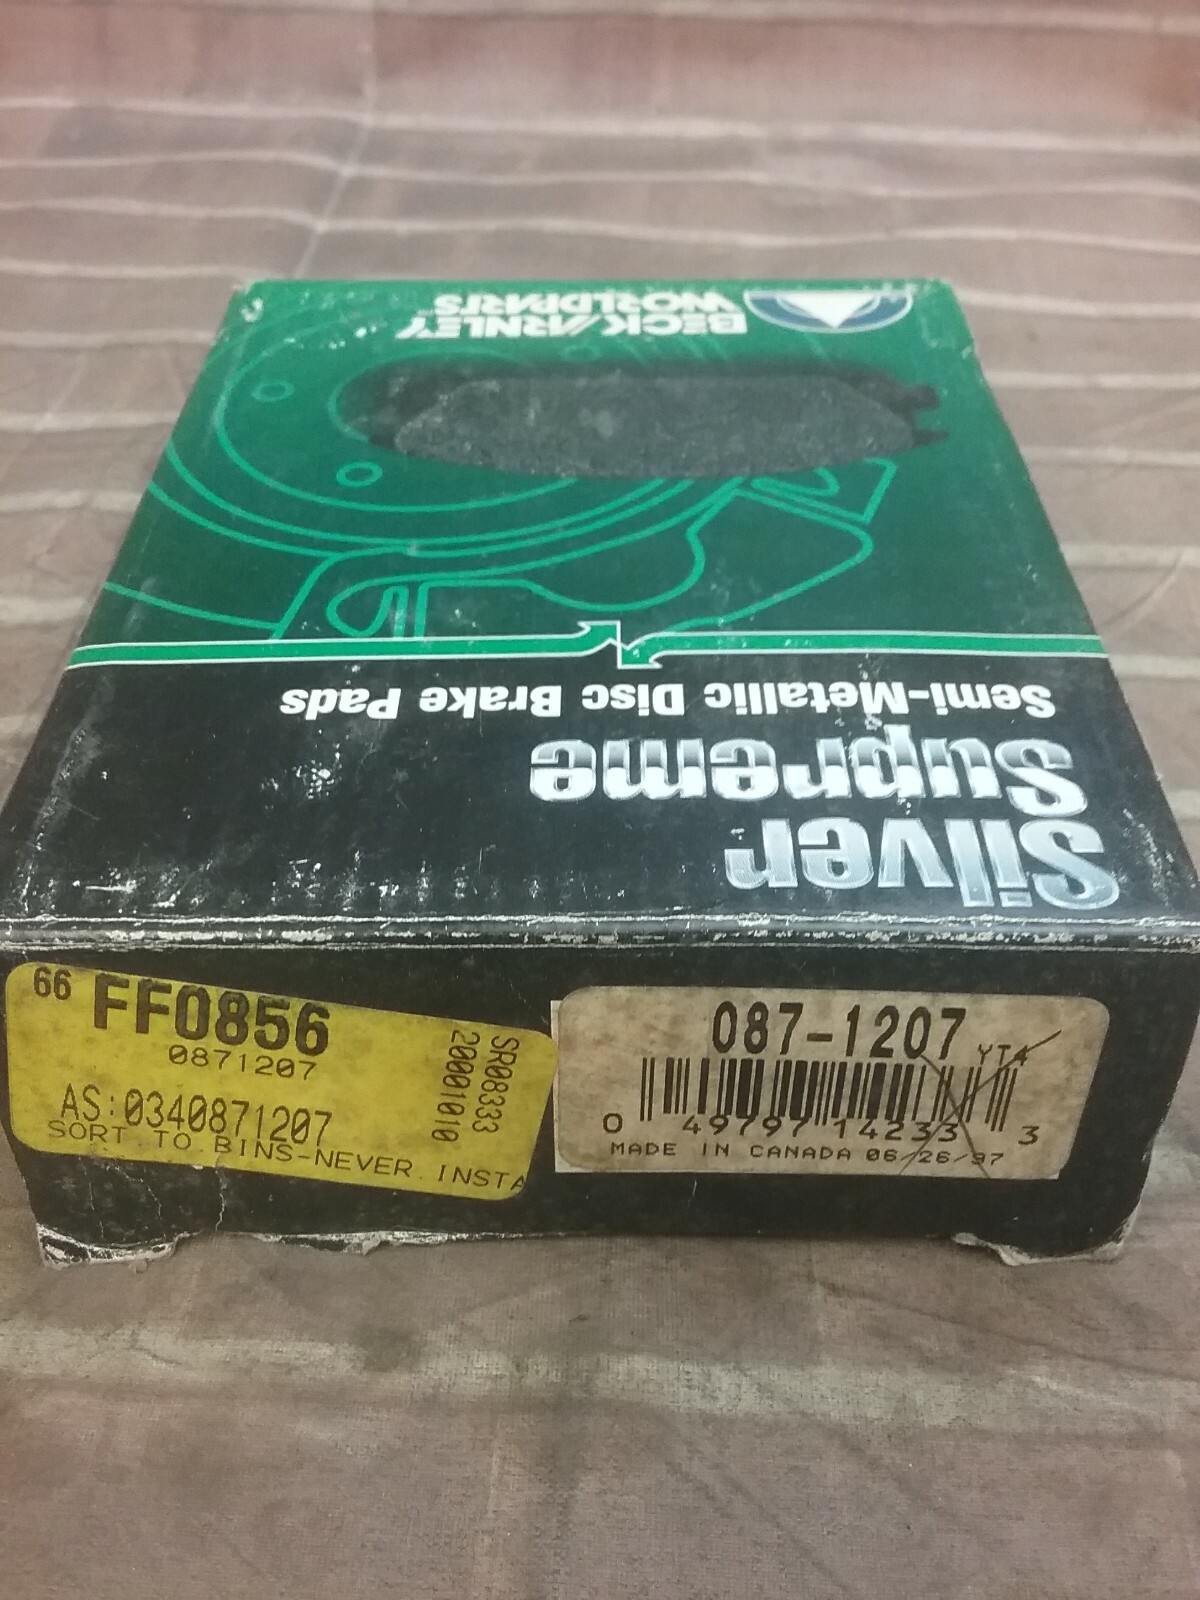 BECK/ARNLEY
WORLDPARTS
Semi-Metallic Disc Brake Pads
Silver
Supreme
66 FF0856
0871207
AS:0340871207
SORT.TO.BINS-NEVER.INSTA
SR08333
20001010
087-1207
YT4
0 49797 14233 3
MADE IN CANADA 06/26/97